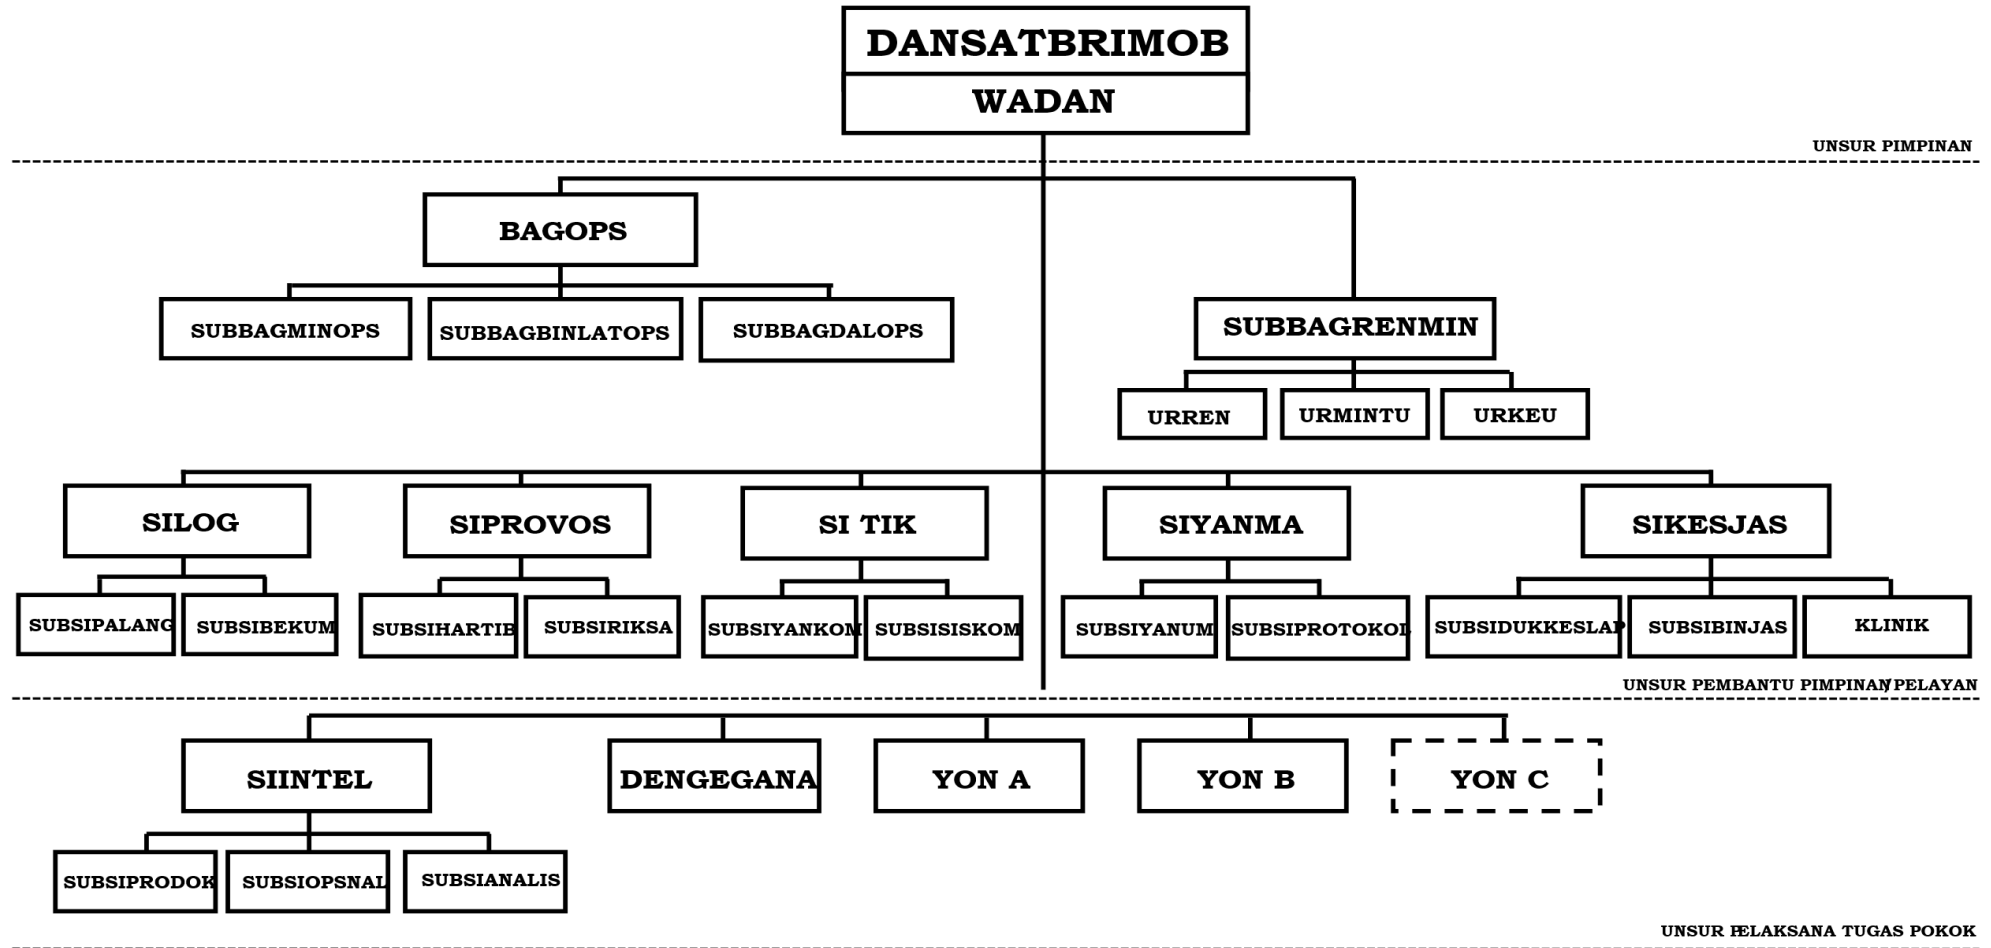 DANSATBRIMOB
WADAN
UNSUR PIMPINAN
BAGOPS
SUBBAGMINOPS
SUBBAGBINLATOPS
SUBBAGDALOPS
SUBBAGRENMIN
URREN
URMINTU
URKEU
SILOG
SIPROVOS
SI TIK
SIYANMA
SIKESJAS
SUBSIPALANG
SUBSIBEKUM
SUBSIHARTIB
SUBSIRIKSA
SUBSIYANKOM
SUBSISISKOM
SUBSIYANUM
SUBSIPROTOKOL
SUBSIDUKKESLAP
SUBSIBINJAS
KLINIK
UNSUR PEMBANTU PIMPINAN/PELAYAN
SIINTEL
DENGEGANA
YON A
YON B
YON C
SUBSIPRODOK
SUBSIOPSNAL
SUBSIANALIS
UNSUR PELAKSANA TUGAS POKOK